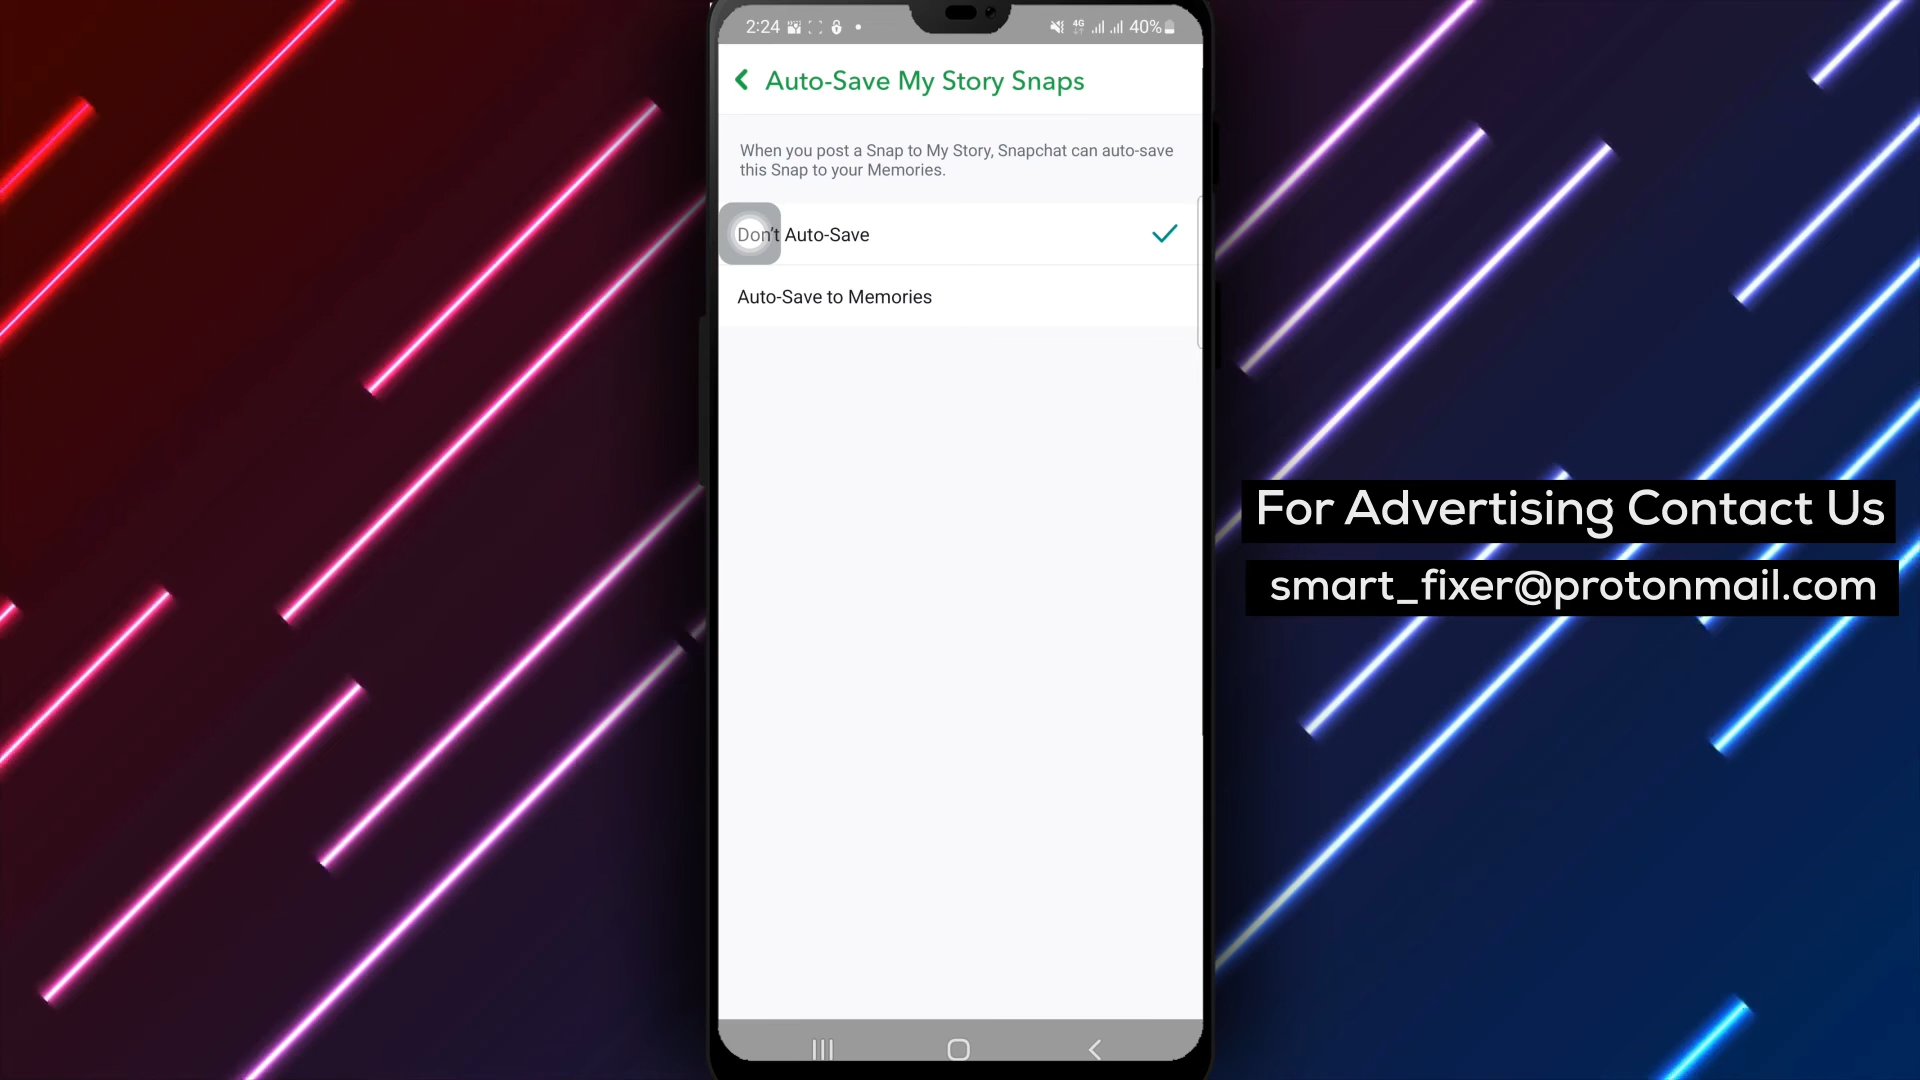 2:24
4G
40%
Auto-Save My Story Snaps
When you post a Snap to My Story, Snapchat can auto-save
this Snap to your Memories.
Don't Auto-Save
Auto-Save to Memories
For Advertising Contact Us
smart_fixer@protonmail.com